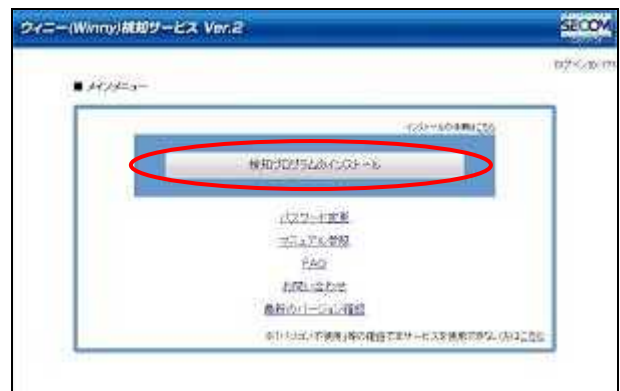 ウィニー(Winny)検知サービス Ver.2
SECOM
■ メインメニュー
インストールの手順はこちら
検知プログラムのインストール
パスワード変更
マニュアル参照
FAQ
お問い合わせ
最新のバージョン確認